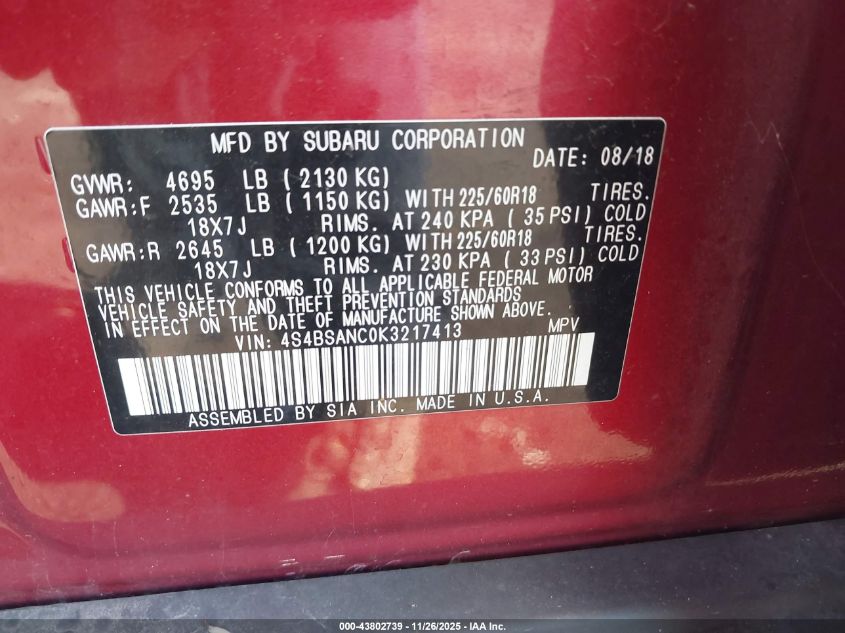 MFD BY SUBARU CORPORATION
DATE: 08/18
GVWR: 4695 LB ( 2130 KG)
GAWR:F 2535 LB ( 1150 KG) WITH 225/60R18 TIRES.
18X7J RIMS. AT 240 KPA ( 35 PSI) COLD
GAWR:R 2645 LB ( 1200 KG) WITH 225/60R18 TIRES.
18X7J RIMS. AT 230 KPA ( 33 PSI) COLD
THIS VEHICLE CONFORMS TO ALL APPLICABLE FEDERAL MOTOR
VEHICLE SAFETY AND THEFT PREVENTION STANDARDS
IN EFFECT ON THE DATE OF MANUFACTURE SHOWN ABOVE.
VIN: 4S4BSANC0K3217413 MPV
ASSEMBLED BY SIA INC. MADE IN U.S.A.
000-43802739 - 11/26/2025 - IAA Inc.